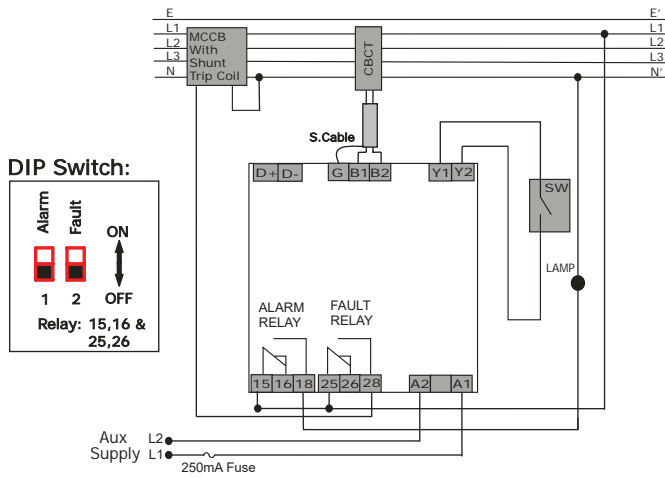 E
E'
L1
L1
L2
L2
L3
L3
N
N'
MCCB
With
Shunt
Trip Coil
CBCT
S.Cable
D+ D-
G B1 B2
Y1 Y2
SW
LAMP
DIP Switch:
Alarm
Fault
ON
OFF
1
2
Relay: 15,16 &
25,26
ALARM
RELAY
FAULT
RELAY
15 16 18
25 26 28
A2
A1
Aux
Supply
L2
L1
250mA Fuse